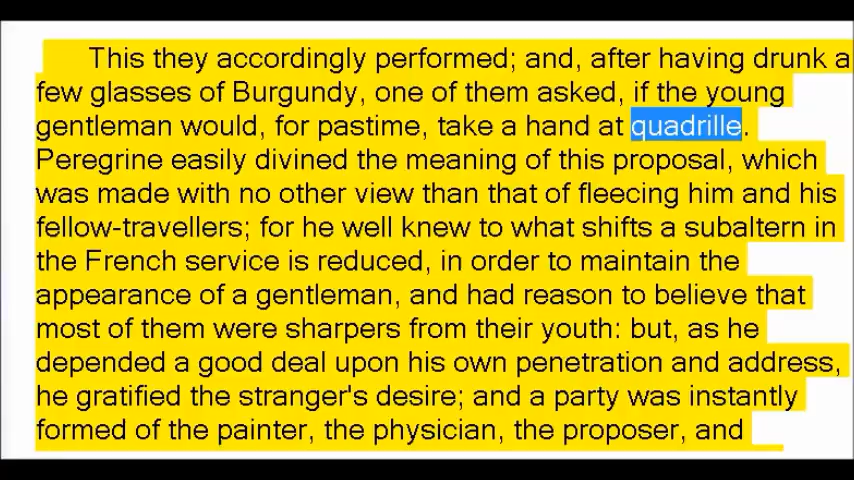 This they accordingly performed; and, after having drunk a
few glasses of Burgundy, one of them asked, if the young
gentleman would, for pastime, take a hand at quadrille.
Peregrine easily divined the meaning of this proposal, which
was made with no other view than that of fleecing him and his
fellow-travellers; for he well knew to what shifts a subaltern in
the French service is reduced, in order to maintain the
appearance of a gentleman, and had reason to believe that
most of them were sharpers from their youth: but, as he
depended a good deal upon his own penetration and address,
he gratified the stranger's desire; and a party was instantly
formed of the painter, the physician, the proposer, and